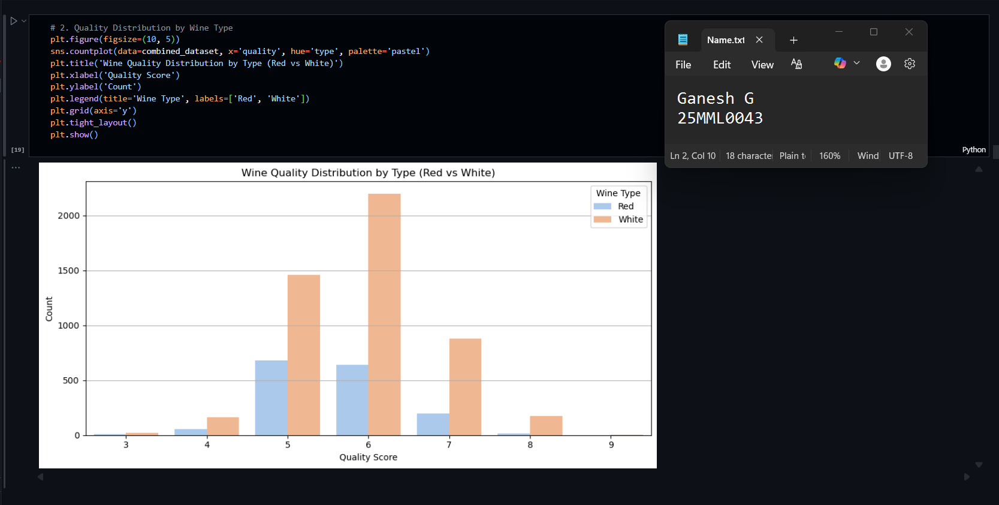 # 2. Quality Distribution by Wine Type
plt.figure(figsize=(10, 5))
sns.countplot(data=combined_dataset, x='quality', hue='type', palette='pastel')
plt.title('Wine Quality Distribution by Type (Red vs White)')
plt.xlabel('Quality Score')
plt.ylabel('Count')
plt.legend(title='Wine Type', labels=['Red', 'White'])
plt.grid(axis='y')
plt.tight_layout()
plt.show()
[19]
Python
Name.txt
File Edit View
Ganesh G
25MML0043
Ln 2, Col 10 18 character Plain t 160% Wind UTF-8
Wine Quality Distribution by Type (Red vs White)
Wine Type
Red
White
2000
1500
1000
500
0
Count
3 4 5 6 7 8 9
Quality Score